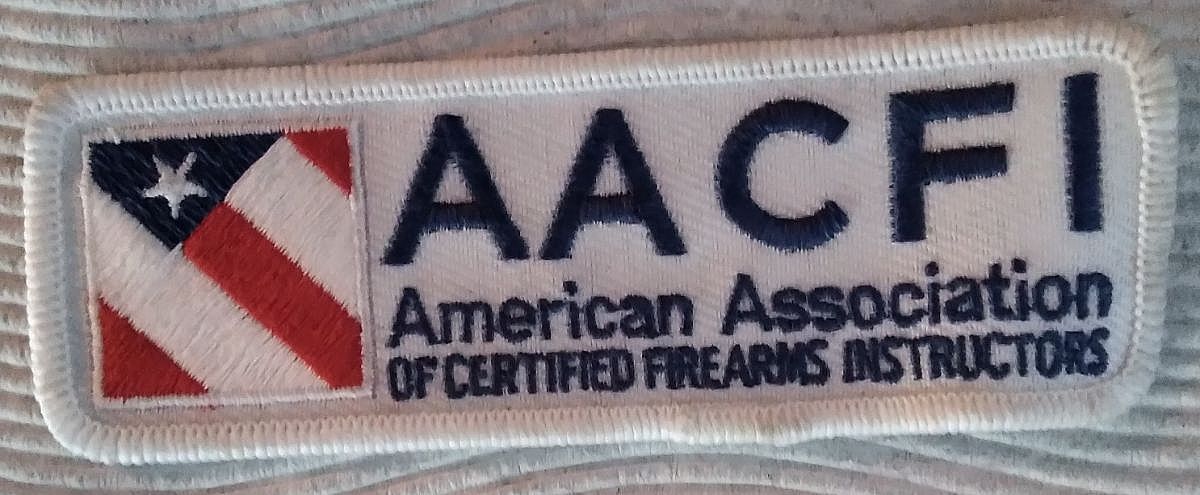 AACFI
American Association
OF CERTIFIED FIREARMS INSTRUCTORS